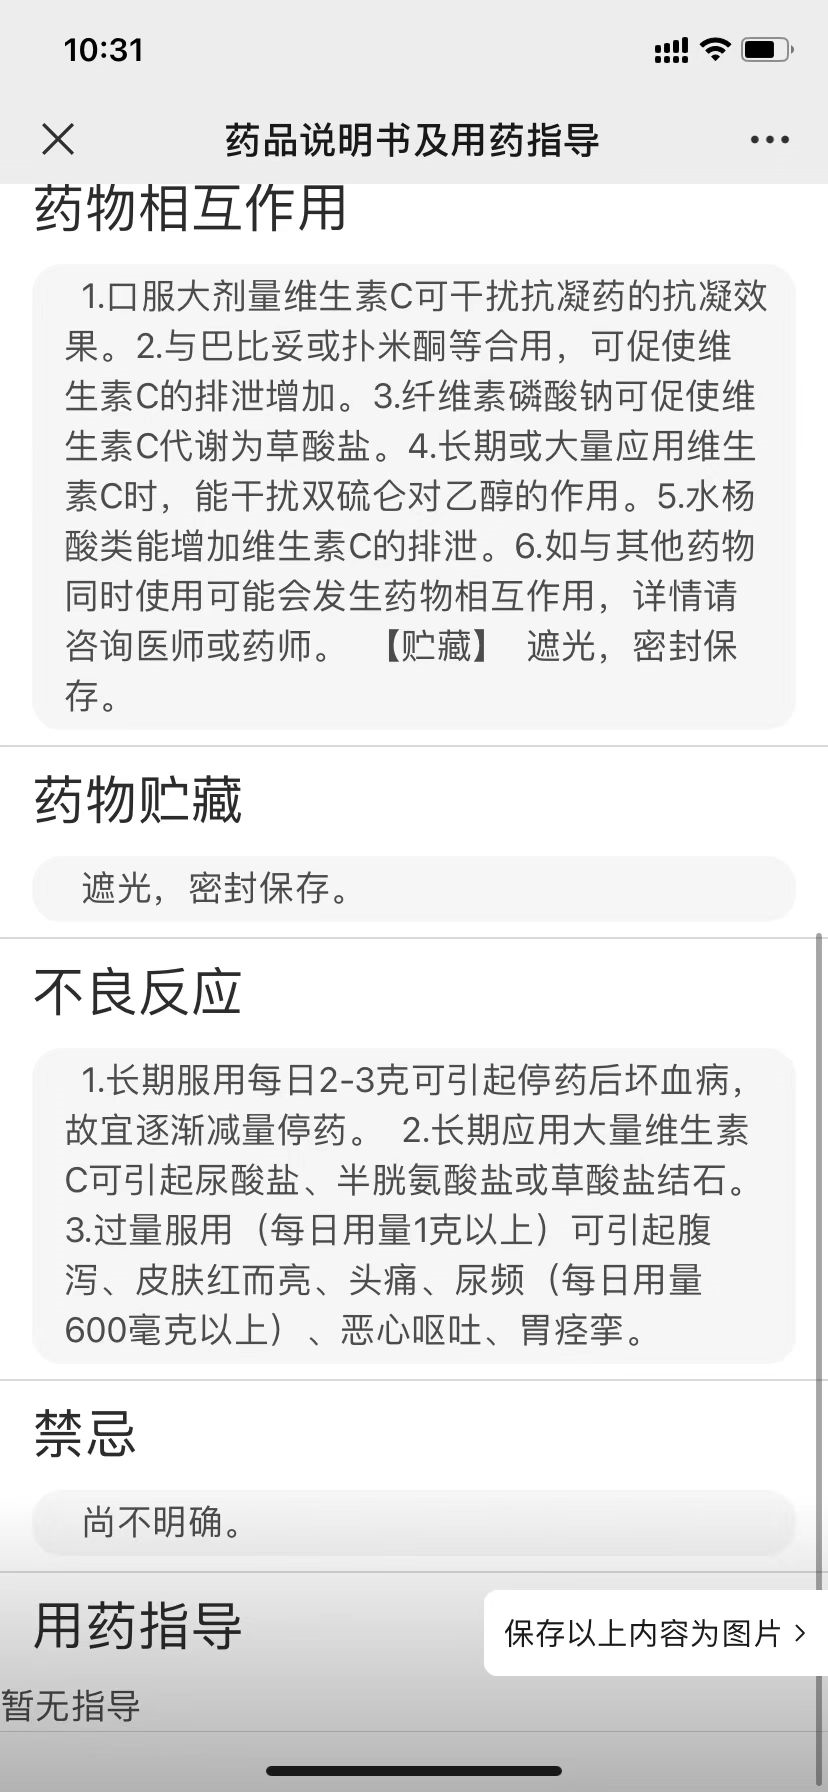 10:31
药品说明书及用药指导
药物相互作用
1.口服大剂量维生素C可干扰抗凝药的抗凝效
果。2.与巴比妥或扑米酮等合用，可促使维
生素C的排泄增加。3.纤维素磷酸钠可促使维
生素C代谢为草酸盐。4.长期或大量应用维生
素C时，能干扰双硫仑对乙醇的作用。5.水杨
酸类能增加维生素C的排泄。6.如与其他药物
同时使用可能会发生药物相互作用，详情请
咨询医师或药师。 【贮藏】 遮光，密封保
存。
药物贮藏
遮光，密封保存。
不良反应
1.长期服用每日2-3克可引起停药后坏血病，
故宜逐渐减量停药。 2.长期应用大量维生素
C可引起尿酸盐、半胱氨酸盐或草酸盐结石。
3.过量服用（每日用量1克以上）可引起腹
泻、皮肤红而亮、头痛、尿频（每日用量
600毫克以上）、恶心呕吐、胃痉挛。
禁忌
尚不明确。
用药指导
保存以上内容为图片
暂无指导